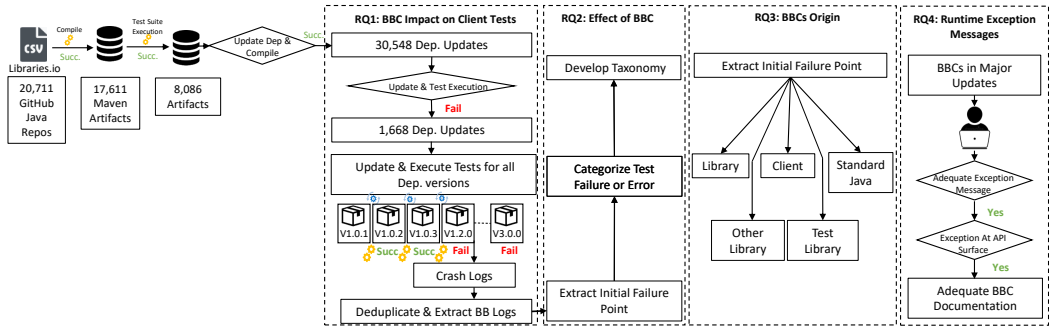 CSV
Libraries.io
20,711
GitHub
Java
Repos
Compile
Succ.
17,611
Maven
Artifacts
Test Suite
Execution
Succ.
8,086
Artifacts
Update Dep &
Compile
Succ.
RQ1: BBC Impact on Client Tests
30,548 Dep. Updates
Update & Test Execution
Fail
1,668 Dep. Updates
Update & Execute Tests for all
Dep. versions
V1.0.1 V1.0.2 V1.0.3 V1.2.0 V3.0.0
Succ. Succ. Fail Fail
Crash Logs
Deduplicate & Extract BB Logs
RQ2: Effect of BBC
Develop Taxonomy
Categorize Test
Failure or Error
Extract Initial Failure
Point
RQ3: BBCs Origin
Extract Initial Failure Point
Library
Client
Standard
Java
Other
Library
Test
Library
RQ4: Runtime Exception
Messages
BBCs in Major
Updates
Adequate Exception
Message
Yes
Exception At API
Surface
Yes
Adequate BBC
Documentation